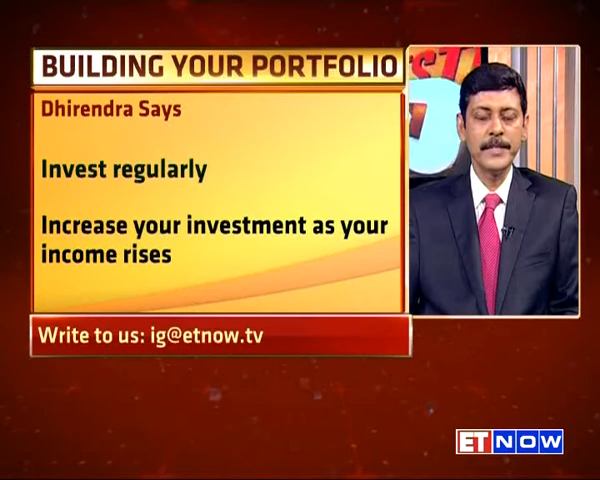 BUILDING YOUR PORTFOLIO
Dhirendra Says
Invest regularly
Increase your investment as your
income rises
Write to us: ig@etnow.tv
ET NOW